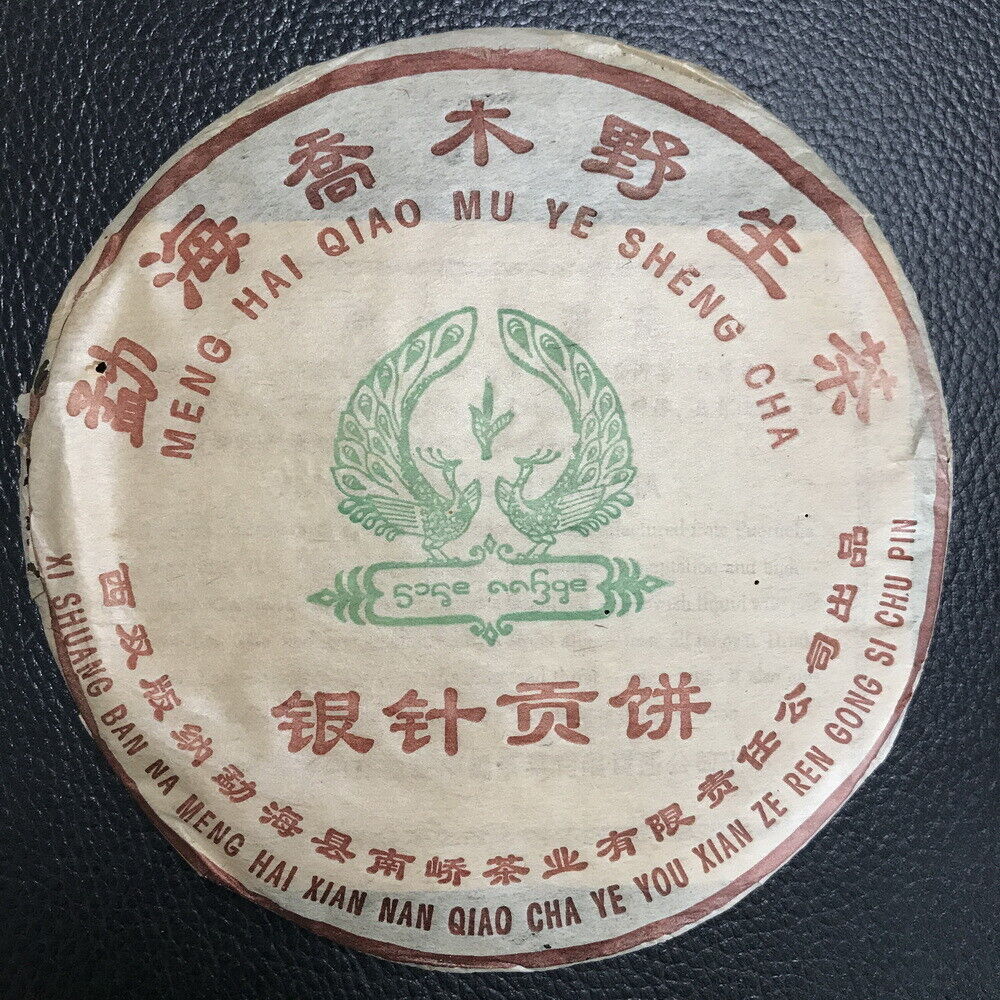 勐海喬木野生茶
MENG HAI QIAO MU YE SHENG CHA
银针贡饼
西双版纳勐海县南峤茶业有限责任公司出品
XI SHUANG BAN NA MENG HAI XIAN NAN QIAO CHA YE YOU XIAN ZE REN GONG SI CHU PIN